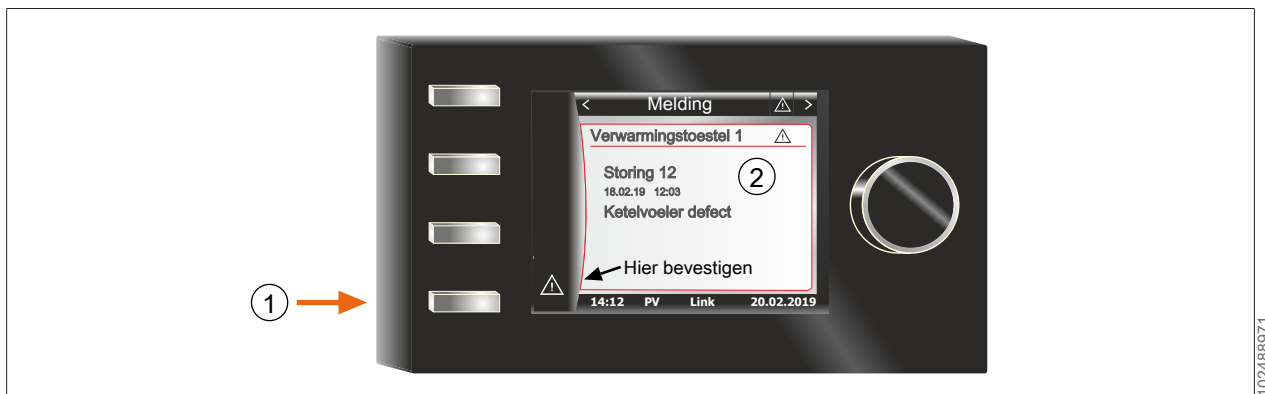 < Melding >
Verwarmingstoestel 1
Storing 12
18.02.19 12:03
Ketelvoeler defect
2
Hier bevestigen
1
14:12 PV Link 20.02.2019
102488971